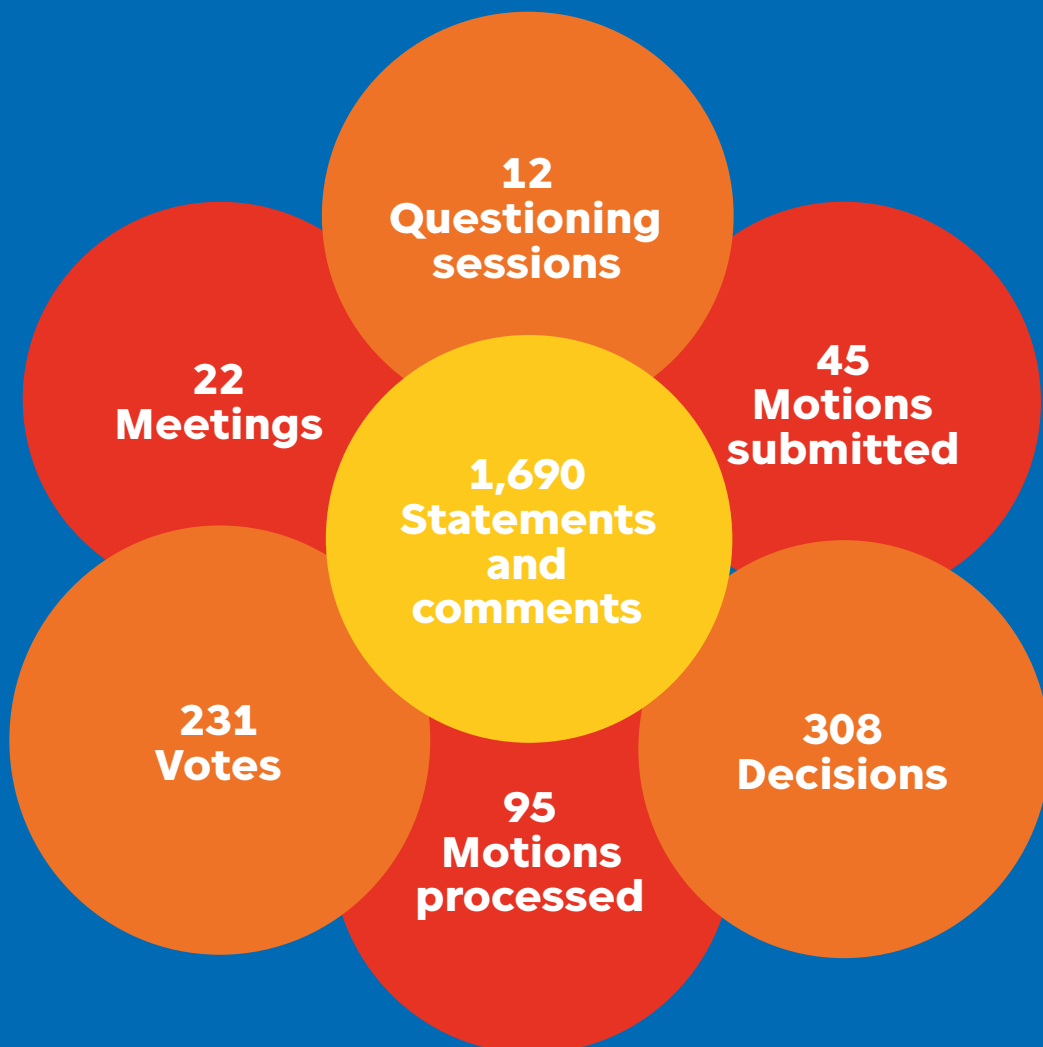 12
Questioning
sessions
22
Meetings
45
Motions
submitted
1,690
Statements
and
comments
231
Votes
308
Decisions
95
Motions
processed